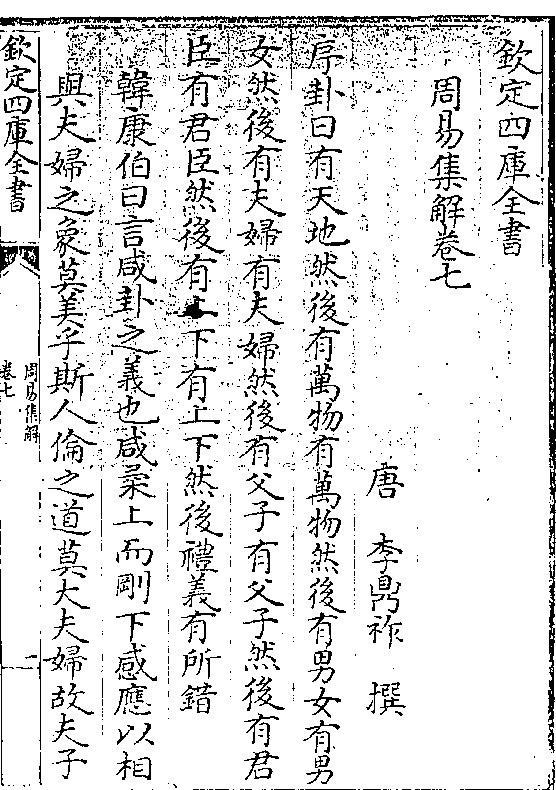 欽定四庫全書
周易集解卷七
唐 李鼎祚 撰
序卦曰有天地然後有萬物有萬物然後有男女有男
女然後有夫婦有夫婦然後有父子有父子然後有君
臣有君臣然後有上下有上下然後禮義有所錯
韓康伯曰言咸卦之義也咸柔上而剛下感應以相
與夫婦之象莫美乎斯人倫之道莫大夫婦故夫子
欽定四庫全書
周易集解
卷七
一